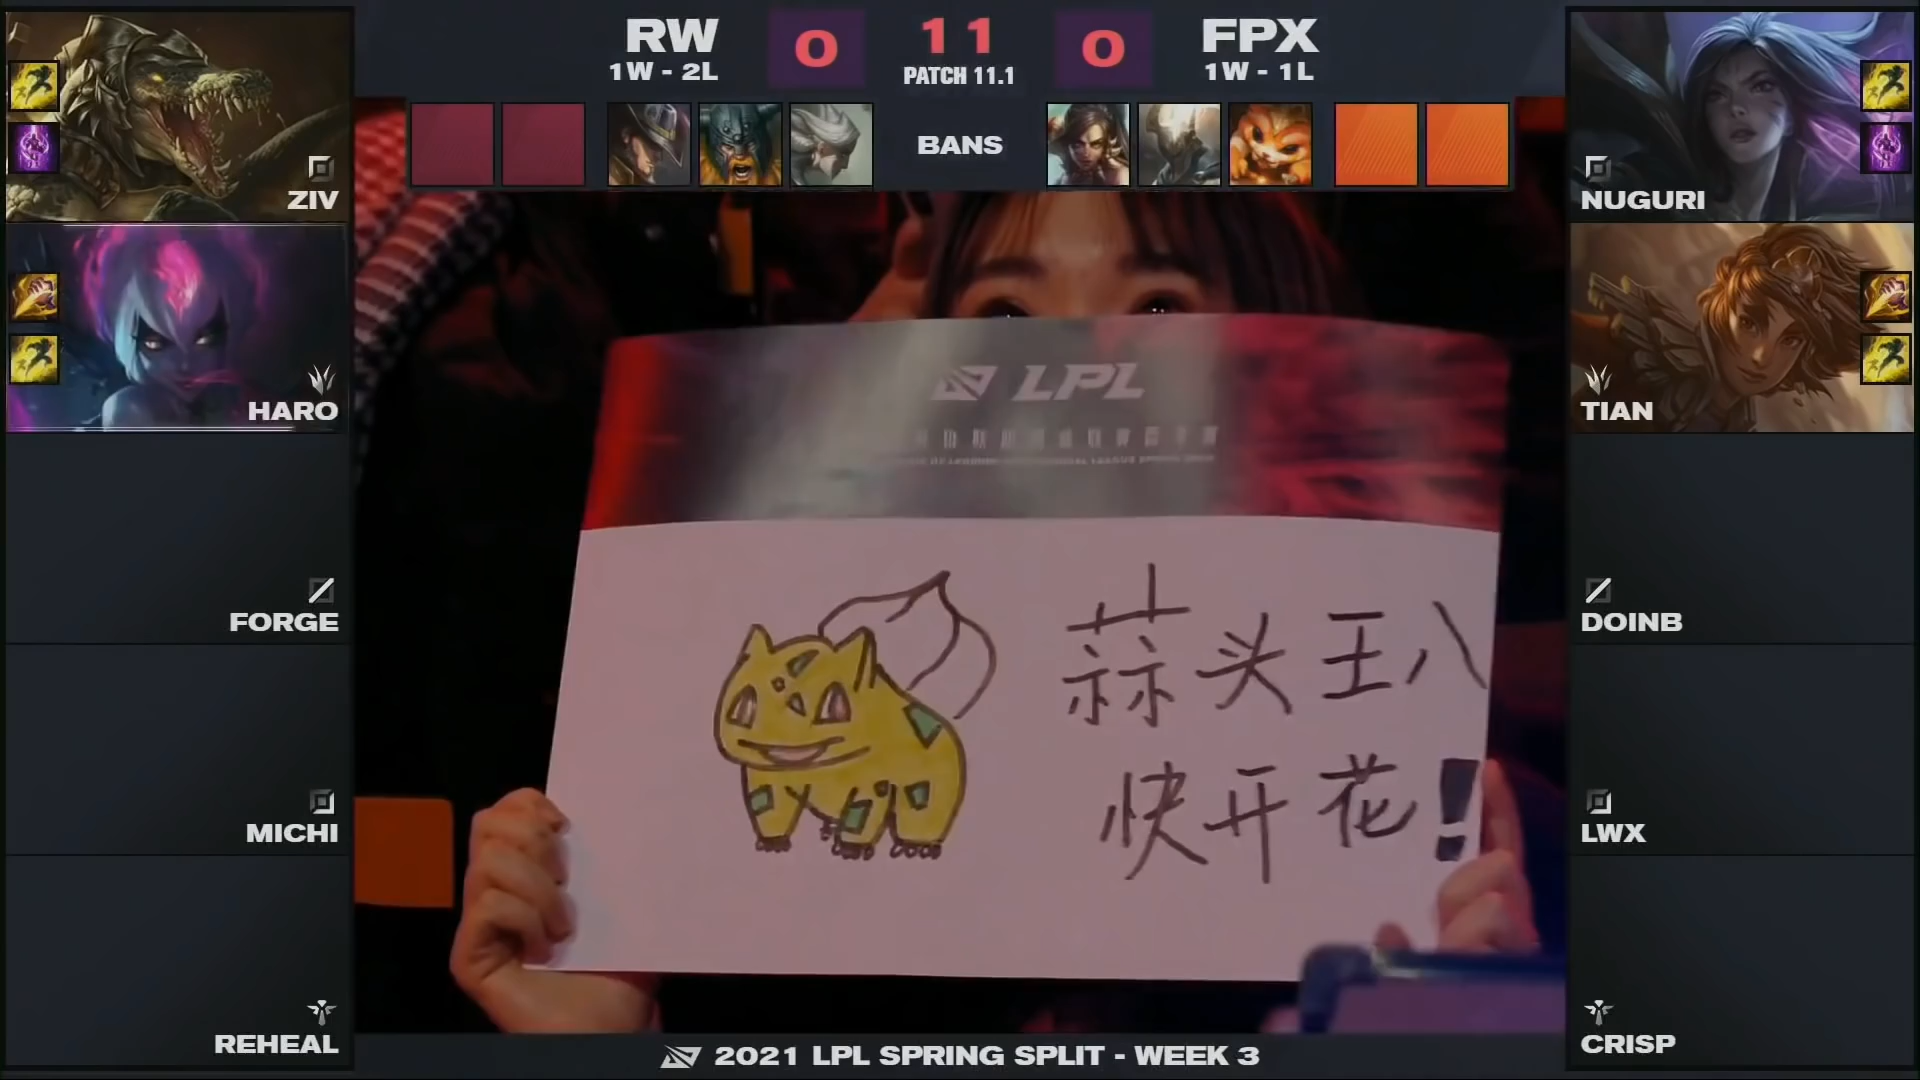 RW
1W - 2L
0
11
PATCH 11.1
0
FPX
1W - 1L
BANS
ZIV
HARO
FORGE
MICHI
REHEAL
NUGURI
TIAN
DOINB
LWX
CRISP
LPL
蒜头王八
快开花!
2021 LPL SPRING SPLIT - WEEK 3